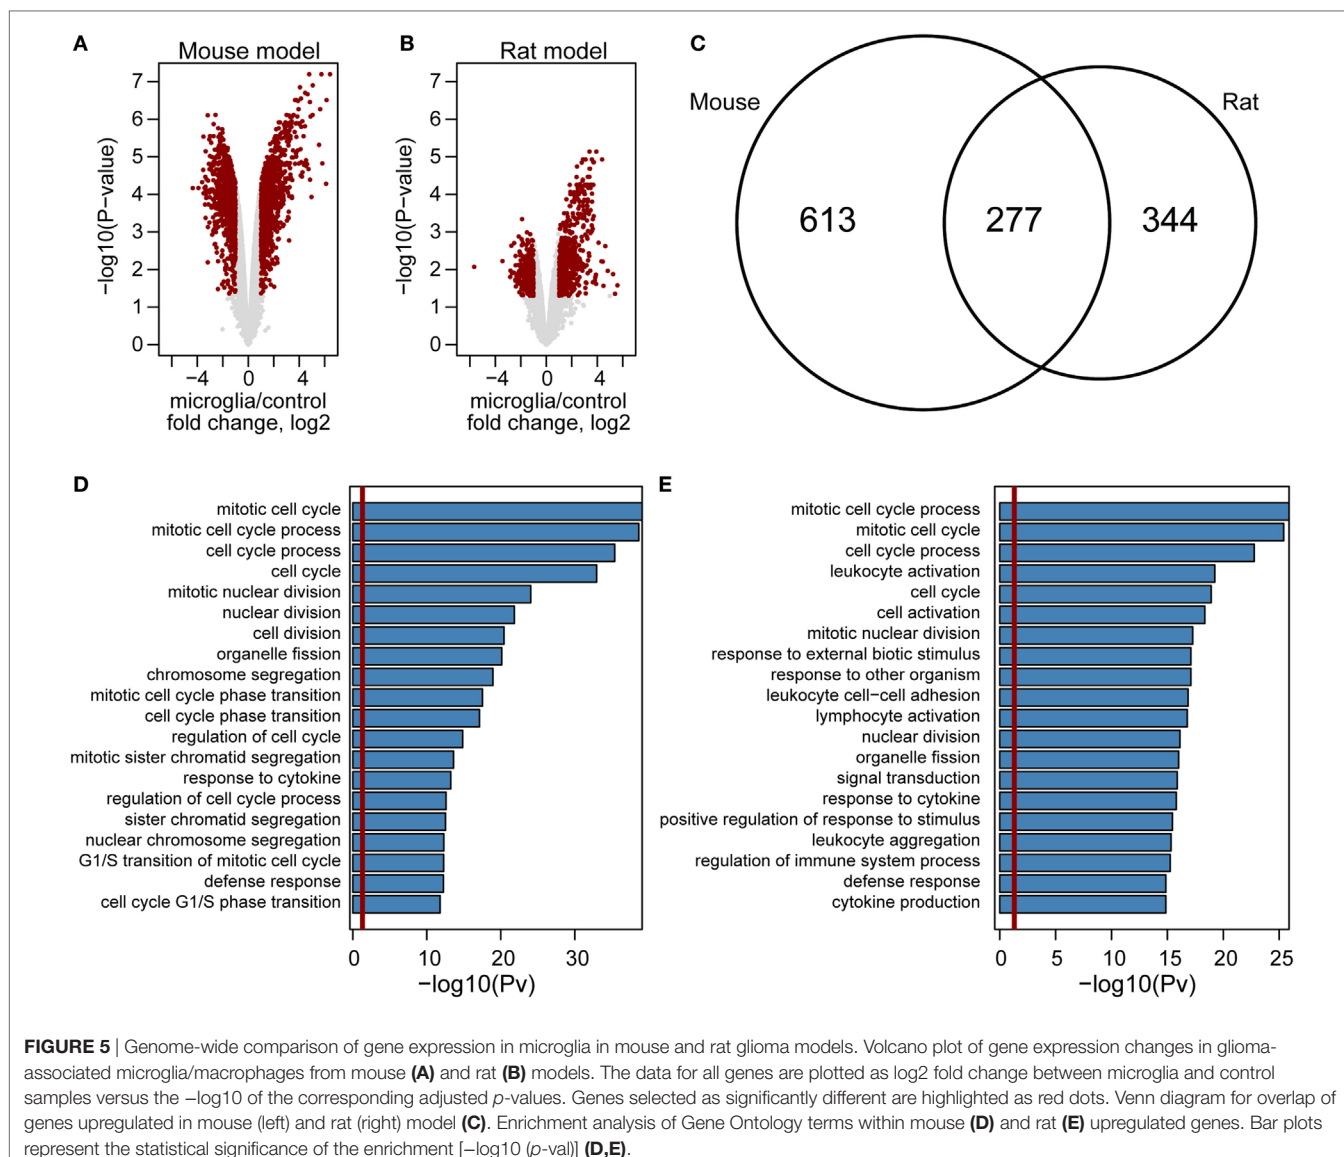 A
Mouse model
−log10(P−value)
7
6
5
4
3
2
1
0
−4 0 4
microglia/control
fold change, log2
B
Rat model
−log10(P−value)
7
6
5
4
3
2
1
0
−4 0 4
microglia/control
fold change, log2
C
Mouse
Rat
613 277 344
D
mitotic cell cycle
mitotic cell cycle process
cell cycle process
cell cycle
mitotic nuclear division
nuclear division
cell division
organelle fission
chromosome segregation
mitotic cell cycle phase transition
cell cycle phase transition
regulation of cell cycle
mitotic sister chromatid segregation
response to cytokine
regulation of cell cycle process
sister chromatid segregation
nuclear chromosome segregation
G1/S transition of mitotic cell cycle
defense response
cell cycle G1/S phase transition
0 10 20 30
−log10(Pv)
E
mitotic cell cycle process
mitotic cell cycle
cell cycle process
leukocyte activation
cell cycle
cell activation
mitotic nuclear division
response to external biotic stimulus
response to other organism
leukocyte cell−cell adhesion
lymphocyte activation
nuclear division
organelle fission
signal transduction
response to cytokine
positive regulation of response to stimulus
leukocyte aggregation
regulation of immune system process
defense response
cytokine production
0 5 10 15 20 25
−log10(Pv)
FIGURE 5 | Genome-wide comparison of gene expression in microglia in mouse and rat glioma models. Volcano plot of gene expression changes in glioma-
associated microglia/macrophages from mouse (A) and rat (B) models. The data for all genes are plotted as log2 fold change between microglia and control
samples versus the −log10 of the corresponding adjusted p-values. Genes selected as significantly different are highlighted as red dots. Venn diagram for overlap of
genes upregulated in mouse (left) and rat (right) model (C). Enrichment analysis of Gene Ontology terms within mouse (D) and rat (E) upregulated genes. Bar plots
represent the statistical significance of the enrichment [−log10 (p-val)] (D,E).